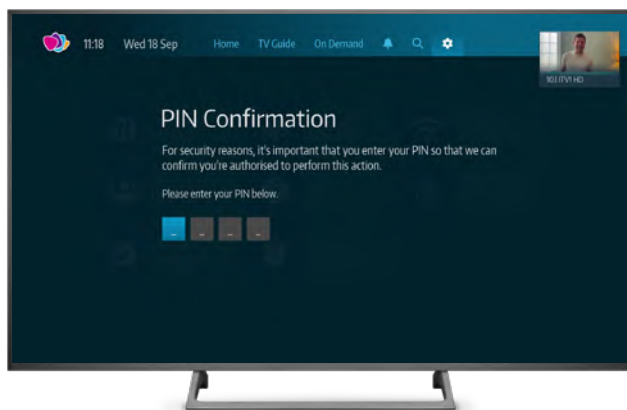 11:18 Wed 18 Sep Home TV Guide On Demand
101 ITV1 HD
PIN Confirmation
For security reasons, it's important that you enter your PIN so that we can
confirm you're authorised to perform this action.
Please enter your PIN below.
_ _ _ _